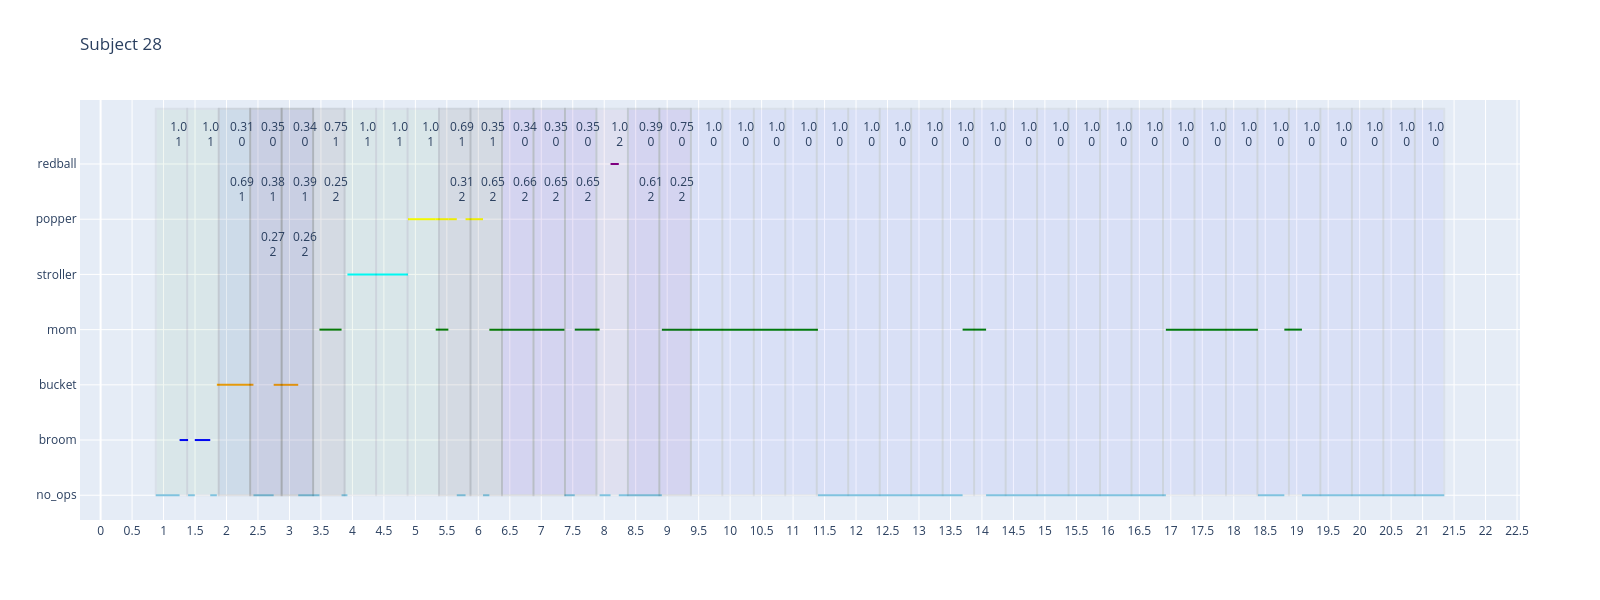 Subject 28
1.0 1.0 0.31 0.35 0.34 0.75 1.0 1.0 1.0 0.69 0.35 0.34 0.35 0.35 1.0 0.39 0.75 1.0 1.0 1.0 1.0 1.0 1.0 1.0 1.0 1.0 1.0 1.0 1.0 1.0 1.0 1.0 1.0 1.0 1.0 1.0 1.0 1.0 1.0 1.0 1.0
1 1 0 0 0 1 1 1 1 1 1 0 0 0 2 0 0 0 0 0 0 0 0 0 0 0 0 0 0 0 0 0 0 0 0 0 0 0 0 0 0
redball
0.69 0.38 0.39 0.25 0.31 0.65 0.66 0.65 0.65 0.61 0.25
1 1 1 2 2 2 2 2 2 2 2
popper
0.27 0.26
2 2
stroller
mom
bucket
broom
no_ops
0 0.5 1 1.5 2 2.5 3 3.5 4 4.5 5 5.5 6 6.5 7 7.5 8 8.5 9 9.5 10 10.5 11 11.5 12 12.5 13 13.5 14 14.5 15 15.5 16 16.5 17 17.5 18 18.5 19 19.5 20 20.5 21 21.5 22 22.5